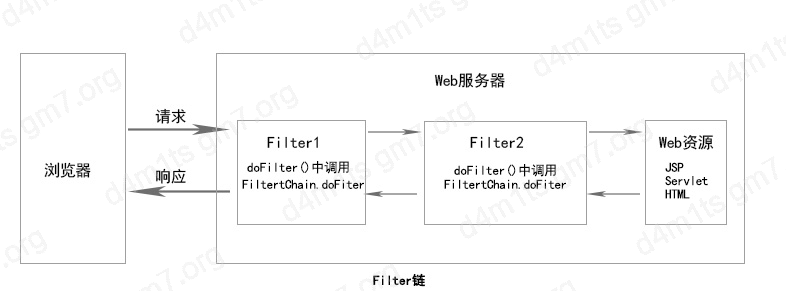 d4m1ts gm7.org
Web服务器
浏览器
请求
响应
Filter1
doFilter()中调用
FiltertChain.doFiter
Filter2
doFilter()中调用
FiltertChain.doFiter
Web资源
JSP
Servlet
HTML
Filter链